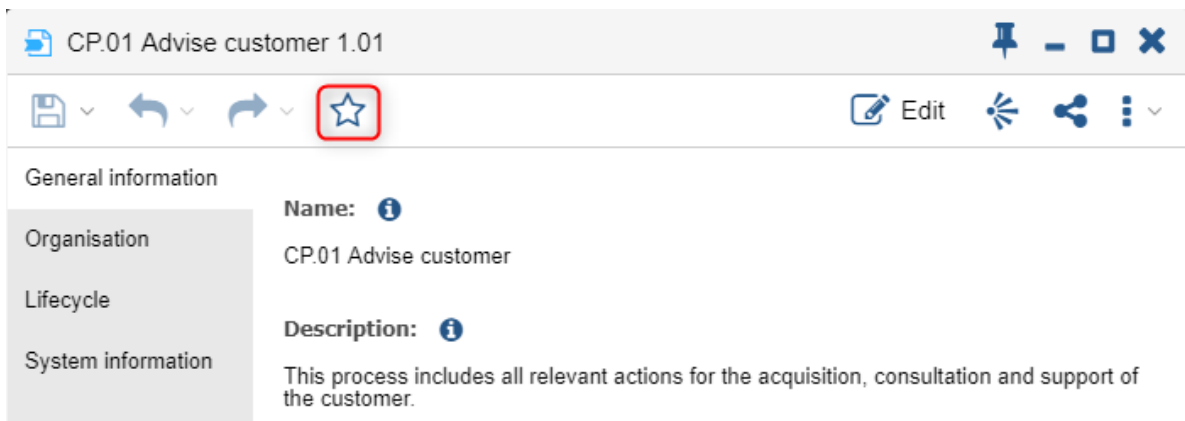 CP.01 Advise customer 1.01
Edit
General information
Organisation
Lifecycle
System information
Name:
CP.01 Advise customer
Description:
This process includes all relevant actions for the acquisition, consultation and support of
the customer.